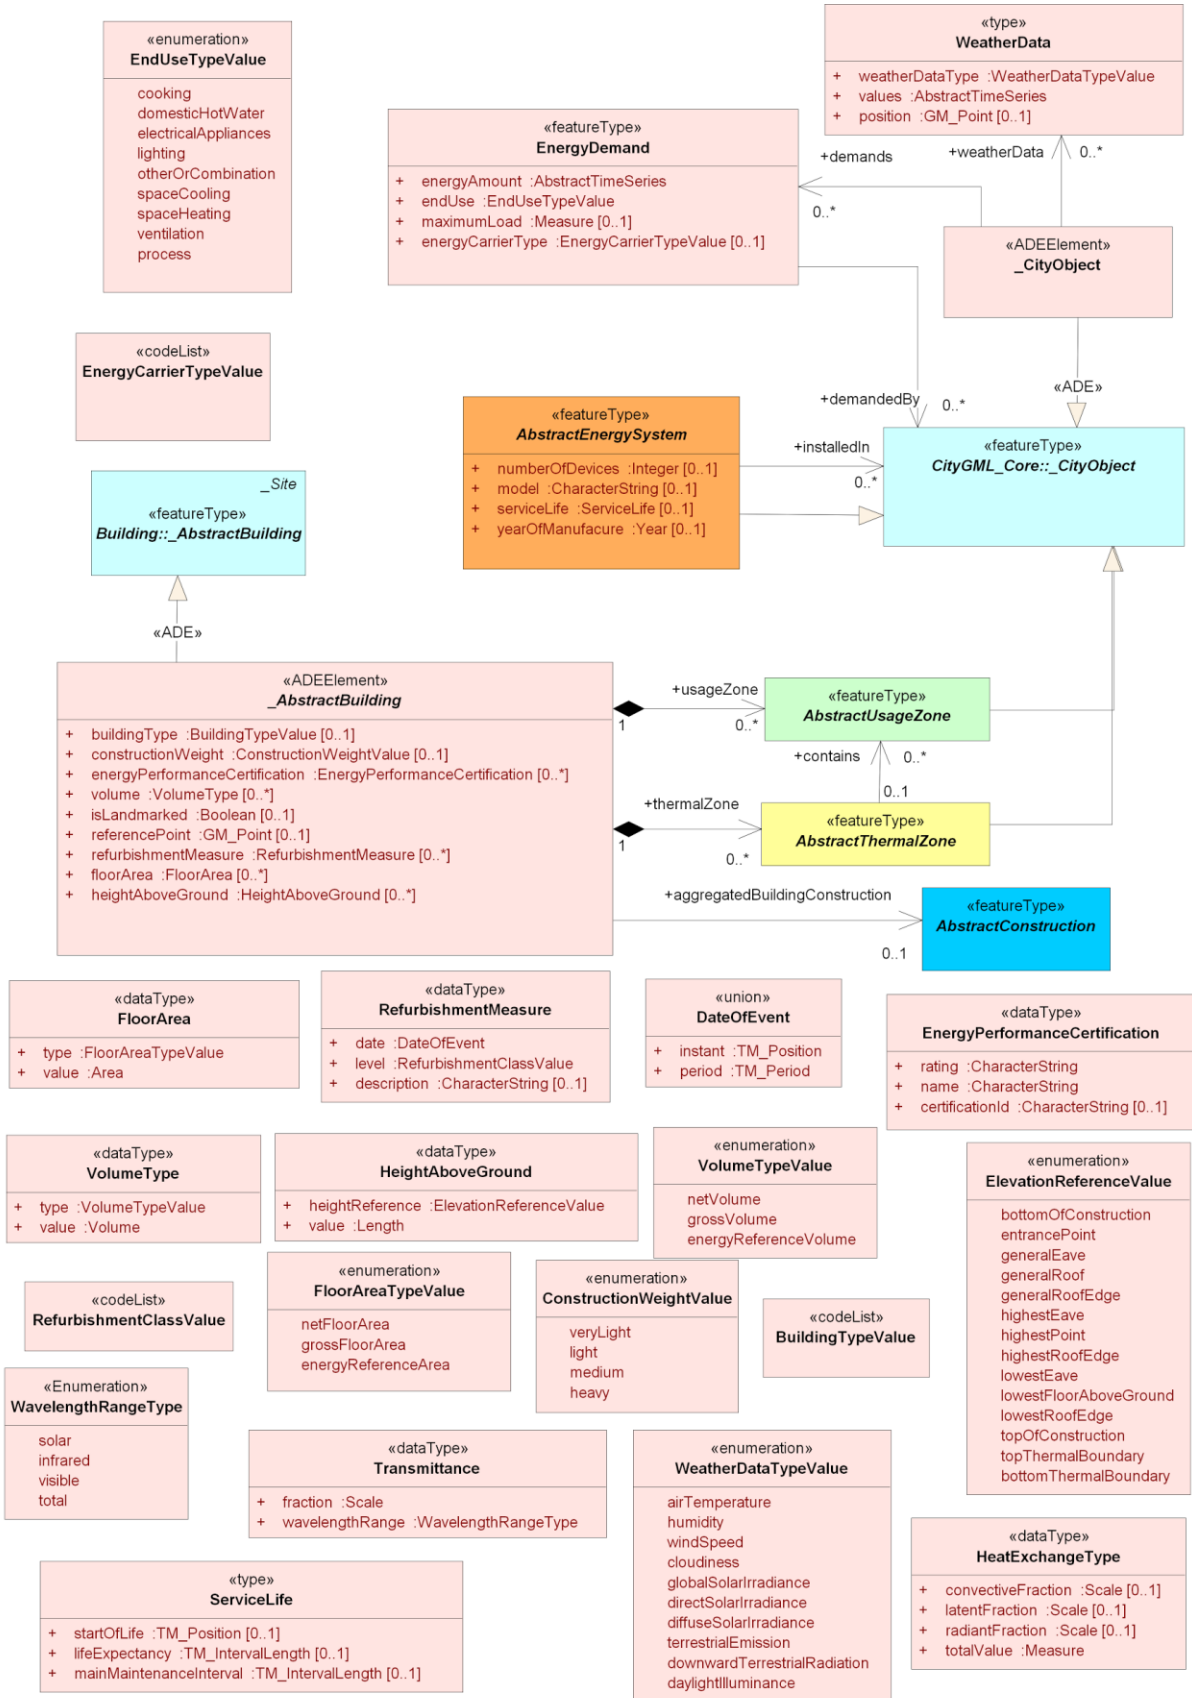 «enumeration»
EndUseTypeValue
cooking
domesticHotWater
electricalAppliances
lighting
otherOrCombination
spaceCooling
spaceHeating
ventilation
process
«type»
WeatherData
+ weatherDataType :WeatherDataTypeValue
+ values :AbstractTimeSeries
+ position :GM_Point [0..1]
«featureType»
EnergyDemand
+ energyAmount :AbstractTimeSeries
+ endUse :EndUseTypeValue
+ maximumLoad :Measure [0..1]
+ energyCarrierType :EnergyCarrierTypeValue [0..1]
+demands
0..*
+weatherData
0..*
«ADEElement»
_CityObject
«codeList»
EnergyCarrierTypeValue
«ADE»
+demandedBy
0..*
«featureType»
AbstractEnergySystem
+ numberOfDevices :Integer [0..1]
+ model :CharacterString [0..1]
+ serviceLife :ServiceLife [0..1]
+ yearOfManufacure :Year [0..1]
+installedIn
0..*
«featureType»
CityGML_Core::_CityObject
_Site
«featureType»
Building::_AbstractBuilding
«ADE»
«ADEElement»
_AbstractBuilding
+ buildingType :BuildingTypeValue [0..1]
+ constructionWeight :ConstructionWeightValue [0..1]
+ energyPerformanceCertification :EnergyPerformanceCertification [0..*]
+ volume :VolumeType [0..*]
+ isLandmarked :Boolean [0..1]
+ referencePoint :GM_Point [0..1]
+ refurbishmentMeasure :RefurbishmentMeasure [0..*]
+ floorArea :FloorArea [0..*]
+ heightAboveGround :HeightAboveGround [0..*]
+usageZone
1
0..*
«featureType»
AbstractUsageZone
+contains
0..*
0..1
+thermalZone
1
0..*
«featureType»
AbstractThermalZone
+aggregatedBuildingConstruction
0..1
«featureType»
AbstractConstruction
«dataType»
FloorArea
+ type :FloorAreaTypeValue
+ value :Area
«dataType»
RefurbishmentMeasure
+ date :DateOfEvent
+ level :RefurbishmentClassValue
+ description :CharacterString [0..1]
«union»
DateOfEvent
+ instant :TM_Position
+ period :TM_Period
«dataType»
EnergyPerformanceCertification
+ rating :CharacterString
+ name :CharacterString
+ certificationId :CharacterString [0..1]
«dataType»
VolumeType
+ type :VolumeTypeValue
+ value :Volume
«dataType»
HeightAboveGround
+ heightReference :ElevationReferenceValue
+ value :Length
«enumeration»
VolumeTypeValue
netVolume
grossVolume
energyReferenceVolume
«enumeration»
ElevationReferenceValue
bottomOfConstruction
entrancePoint
generalEave
generalRoof
generalRoofEdge
highestEave
highestPoint
highestRoofEdge
lowestEave
lowestFloorAboveGround
lowestRoofEdge
topOfConstruction
topThermalBoundary
bottomThermalBoundary
«codeList»
RefurbishmentClassValue
«enumeration»
FloorAreaTypeValue
netFloorArea
grossFloorArea
energyReferenceArea
«enumeration»
ConstructionWeightValue
veryLight
light
medium
heavy
«codeList»
BuildingTypeValue
«Enumeration»
WavelengthRangeType
solar
infrared
visible
total
«dataType»
Transmittance
+ fraction :Scale
+ wavelengthRange :WavelengthRangeType
«enumeration»
WeatherDataTypeValue
airTemperature
humidity
windSpeed
cloudiness
globalSolarIrradiance
directSolarIrradiance
diffuseSolarIrradiance
terrestrialEmission
downwardTerrestrialRadiation
daylightIlluminance
«dataType»
HeatExchangeType
+ convectiveFraction :Scale [0..1]
+ latentFraction :Scale [0..1]
+ radiantFraction :Scale [0..1]
+ totalValue :Measure
«type»
ServiceLife
+ startOfLife :TM_Position [0..1]
+ lifeExpectancy :TM_IntervalLength [0..1]
+ mainMaintenanceInterval :TM_IntervalLength [0..1]